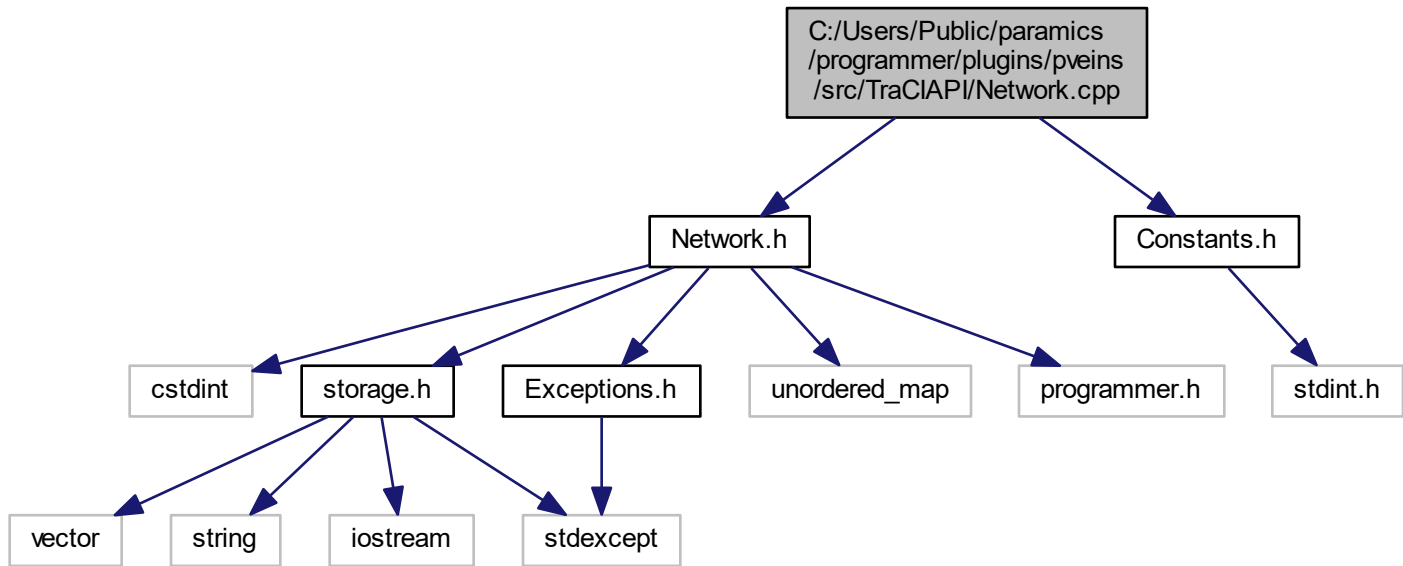 C:/Users/Public/paramics
/programmer/plugins/pveins
/src/TraCIAPI/Network.cpp
Network.h
Constants.h
cstdint
storage.h
Exceptions.h
unordered_map
programmer.h
stdint.h
vector
string
iostream
stdexcept